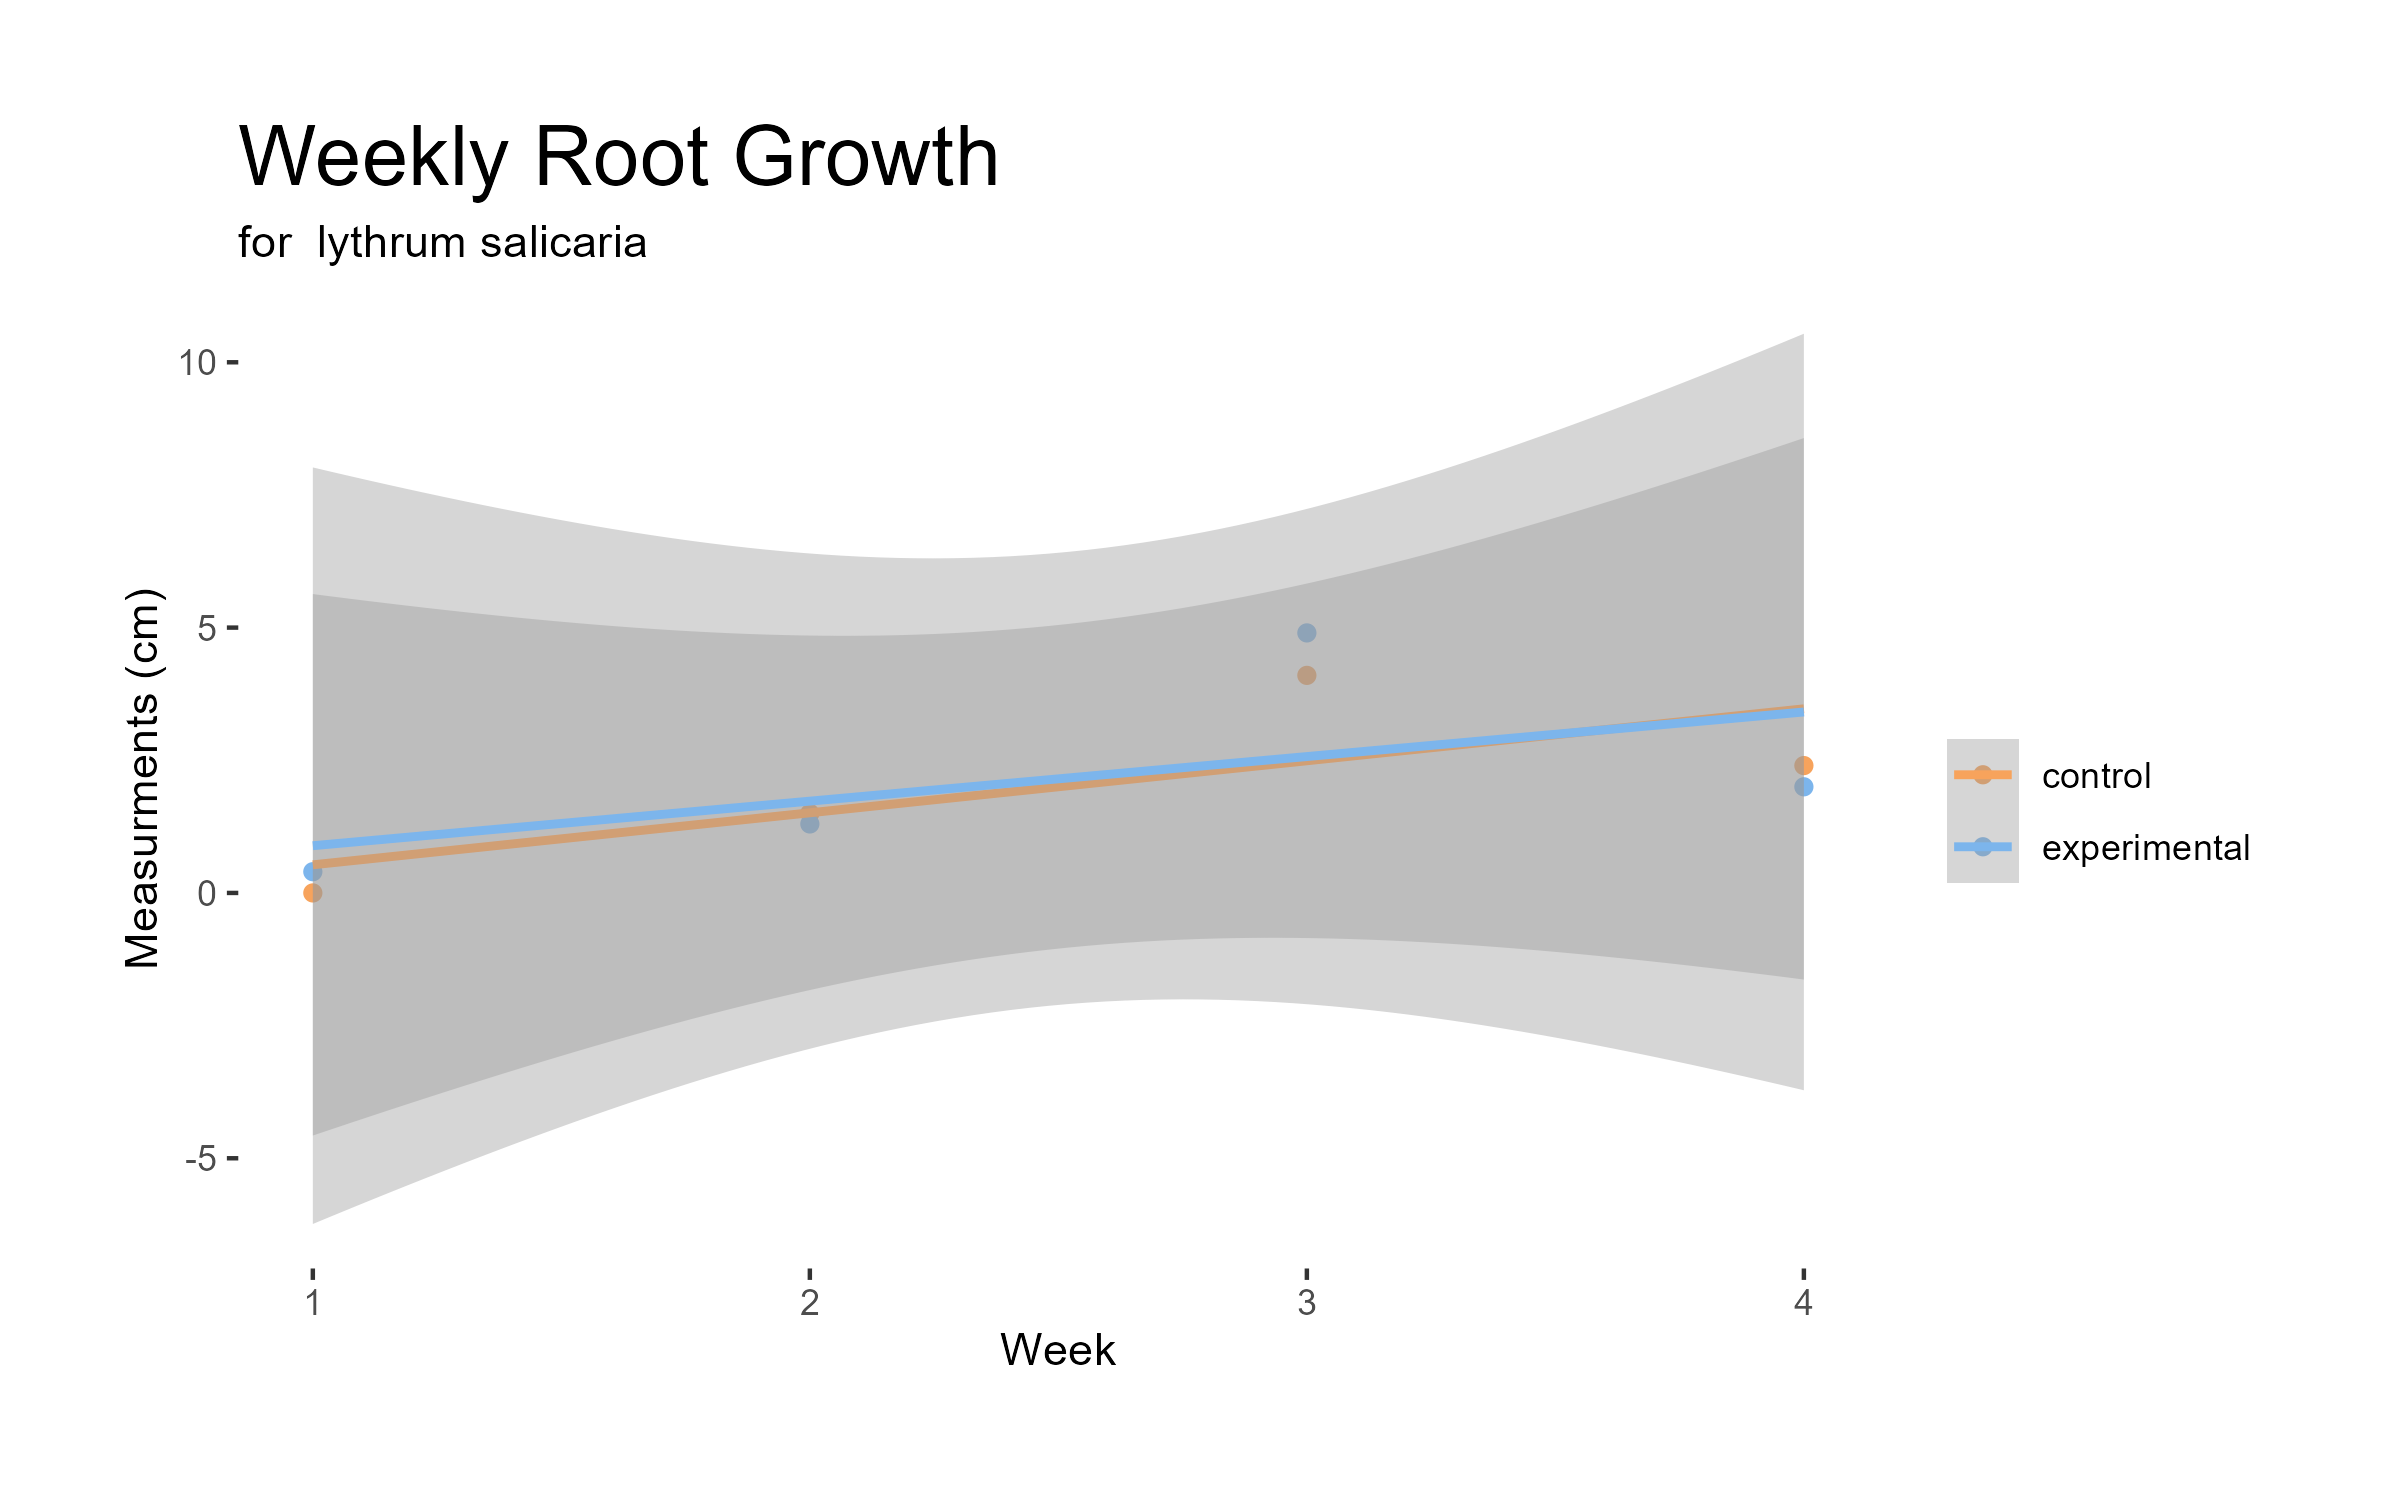 Weekly Root Growth
for  lythrum salicaria
10
5
0
-5
Measurments (cm)
1 2 3 4
Week
control
experimental